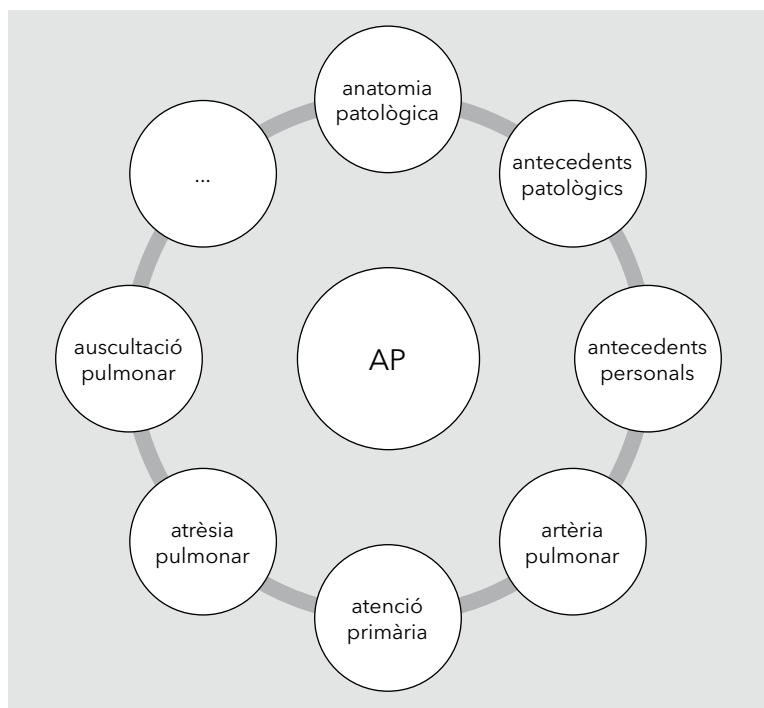 anatomia
patològica
antecedents
patològics
antecedents
personals
artèria
pulmonar
atenció
primària
atrèsia
pulmonar
auscultació
pulmonar
...
AP